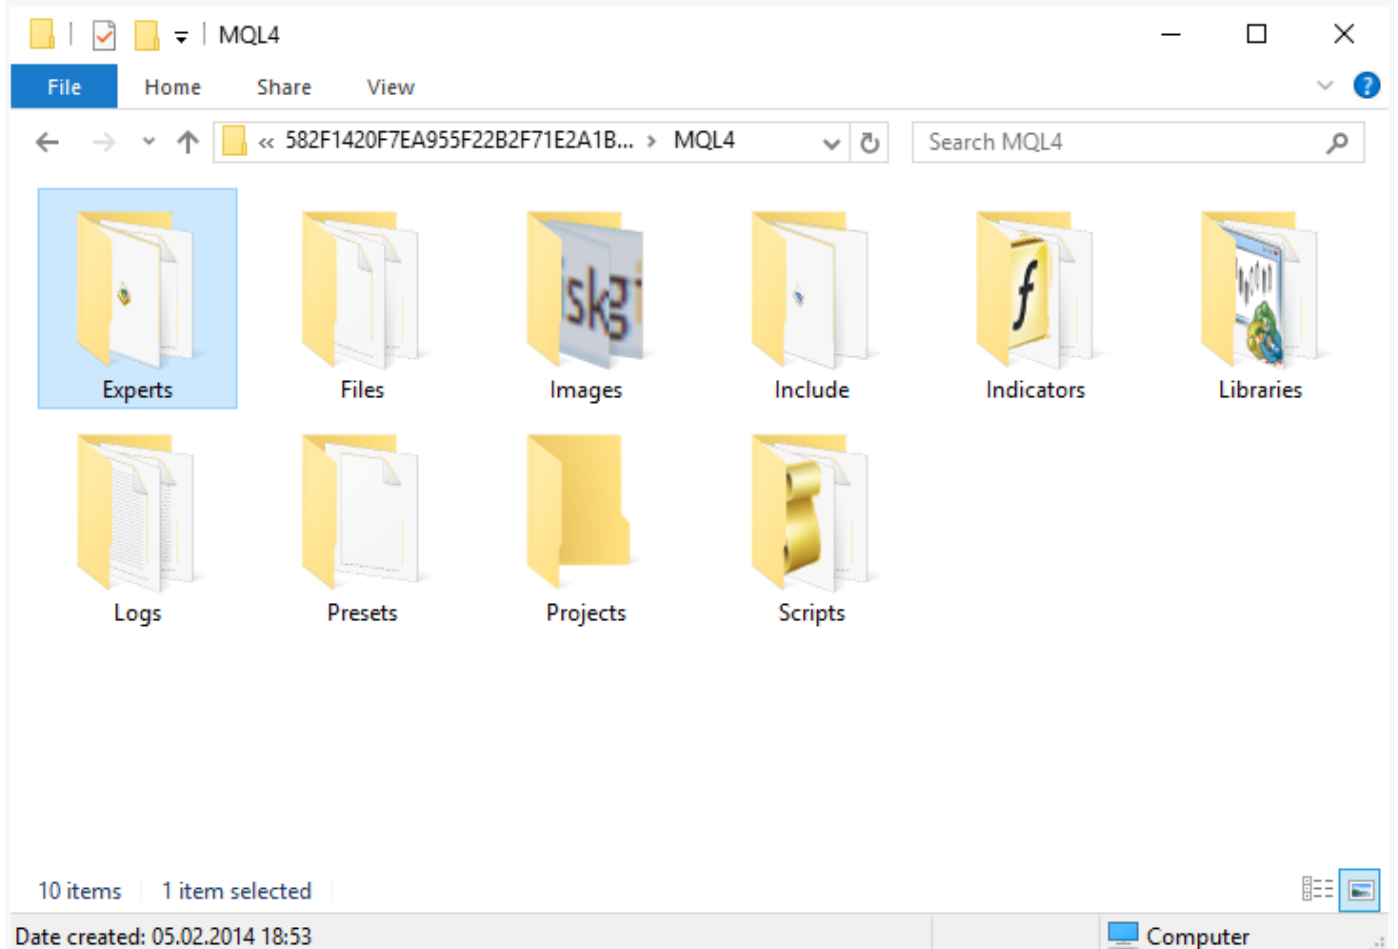 MQL4
File Home Share View
« 582F1420F7EA955F22B2F71E2A1B... › MQL4 Search MQL4
Experts Files Images Include Indicators Libraries
Logs Presets Projects Scripts
10 items 1 item selected
Date created: 05.02.2014 18:53 Computer